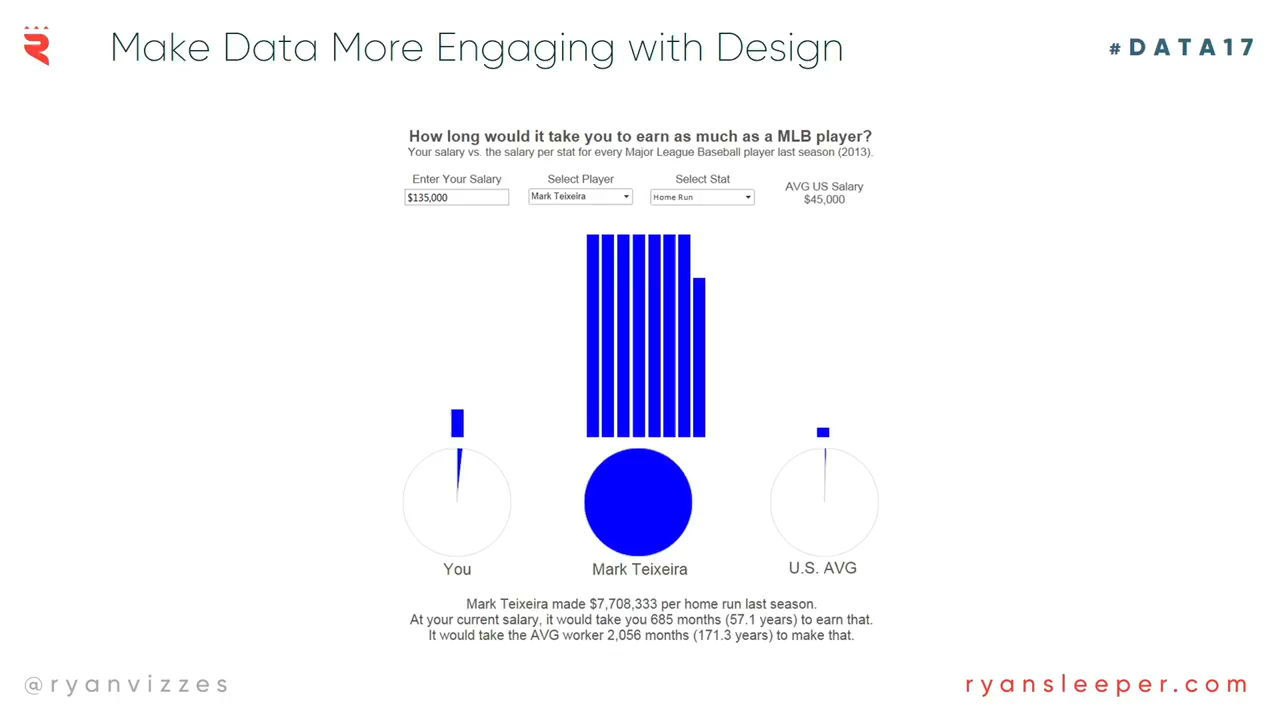 Make Data More Engaging with Design
#DATA17
How long would it take you to earn as much as a MLB player?
Your salary vs. the salary per stat for every Major League Baseball player last season (2013).
Enter Your Salary
Select Player
Select Stat
AVG US Salary
$135,000
Mark Teixeira
Home Run
$45,000
You
Mark Teixeira
U.S. AVG
Mark Teixeira made $7,708,333 per home run last season.
At your current salary, it would take you 685 months (57.1 years) to earn that.
It would take the AVG worker 2,056 months (171.3 years) to make that.
@ryanvizzes
ryansleeper.com